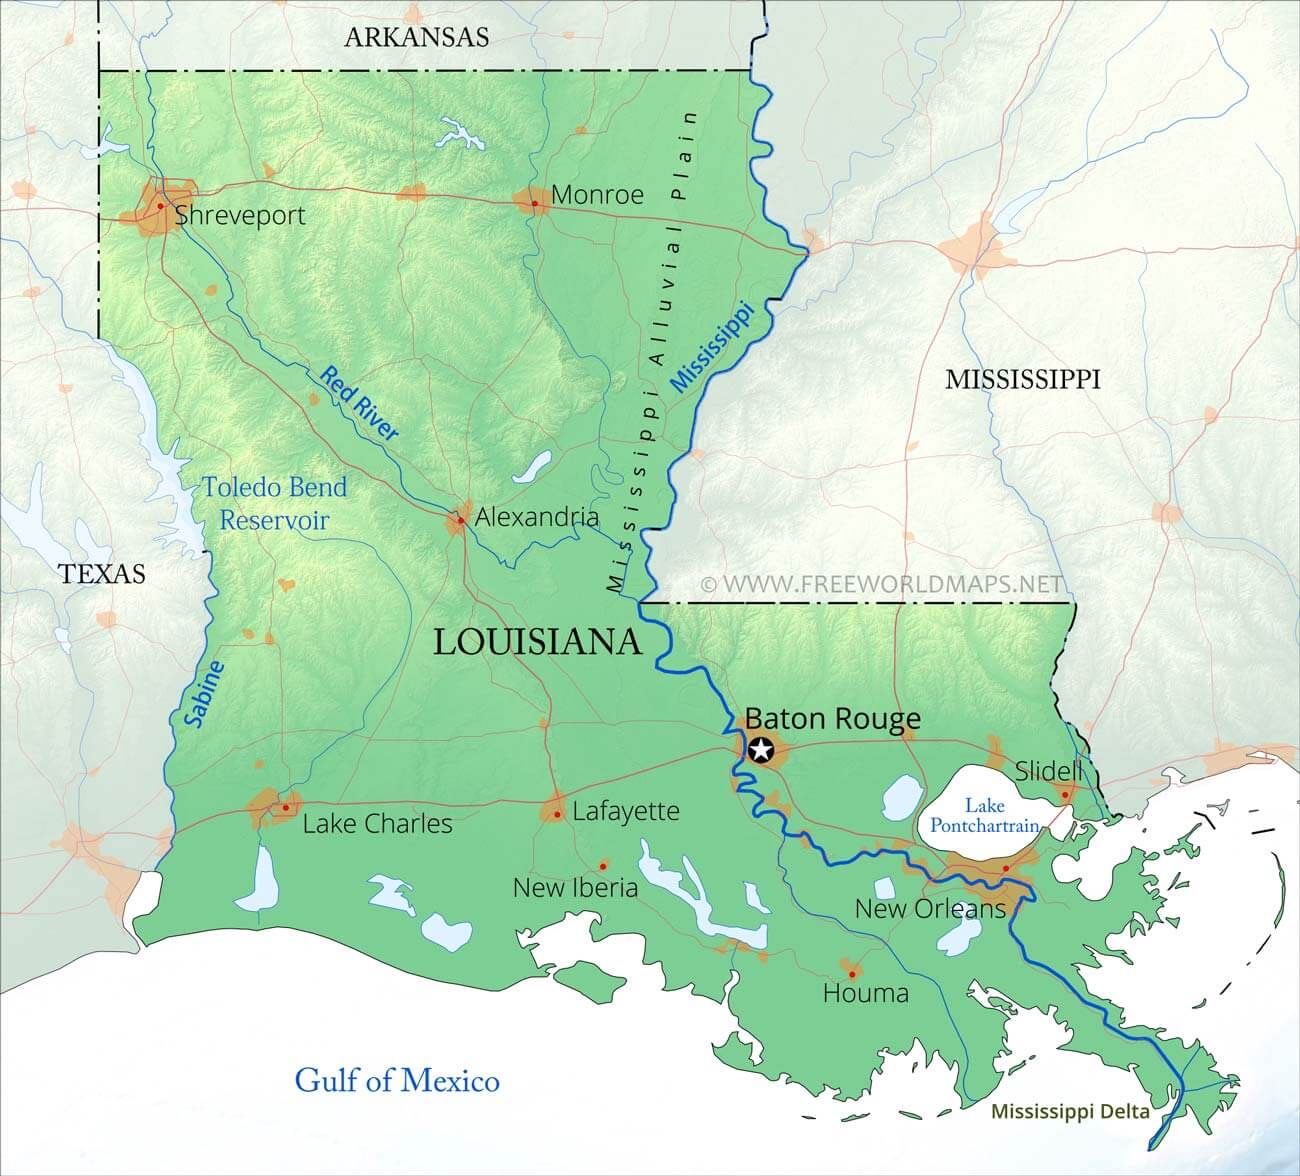 ARKANSAS
Monroe
Shreveport
Mississippi Alluvial Plain
Mississippi
Red River
MISSISSIPPI
Toledo Bend
Reservoir
Alexandria
TEXAS
© WWW.FREEWORLDMAPS.NET
LOUISIANA
Sabine
Baton Rouge
Slidell
Lake
Pontchartrain
Lafayette
Lake Charles
New Iberia
New Orleans
Houma
Gulf of Mexico
Mississippi Delta